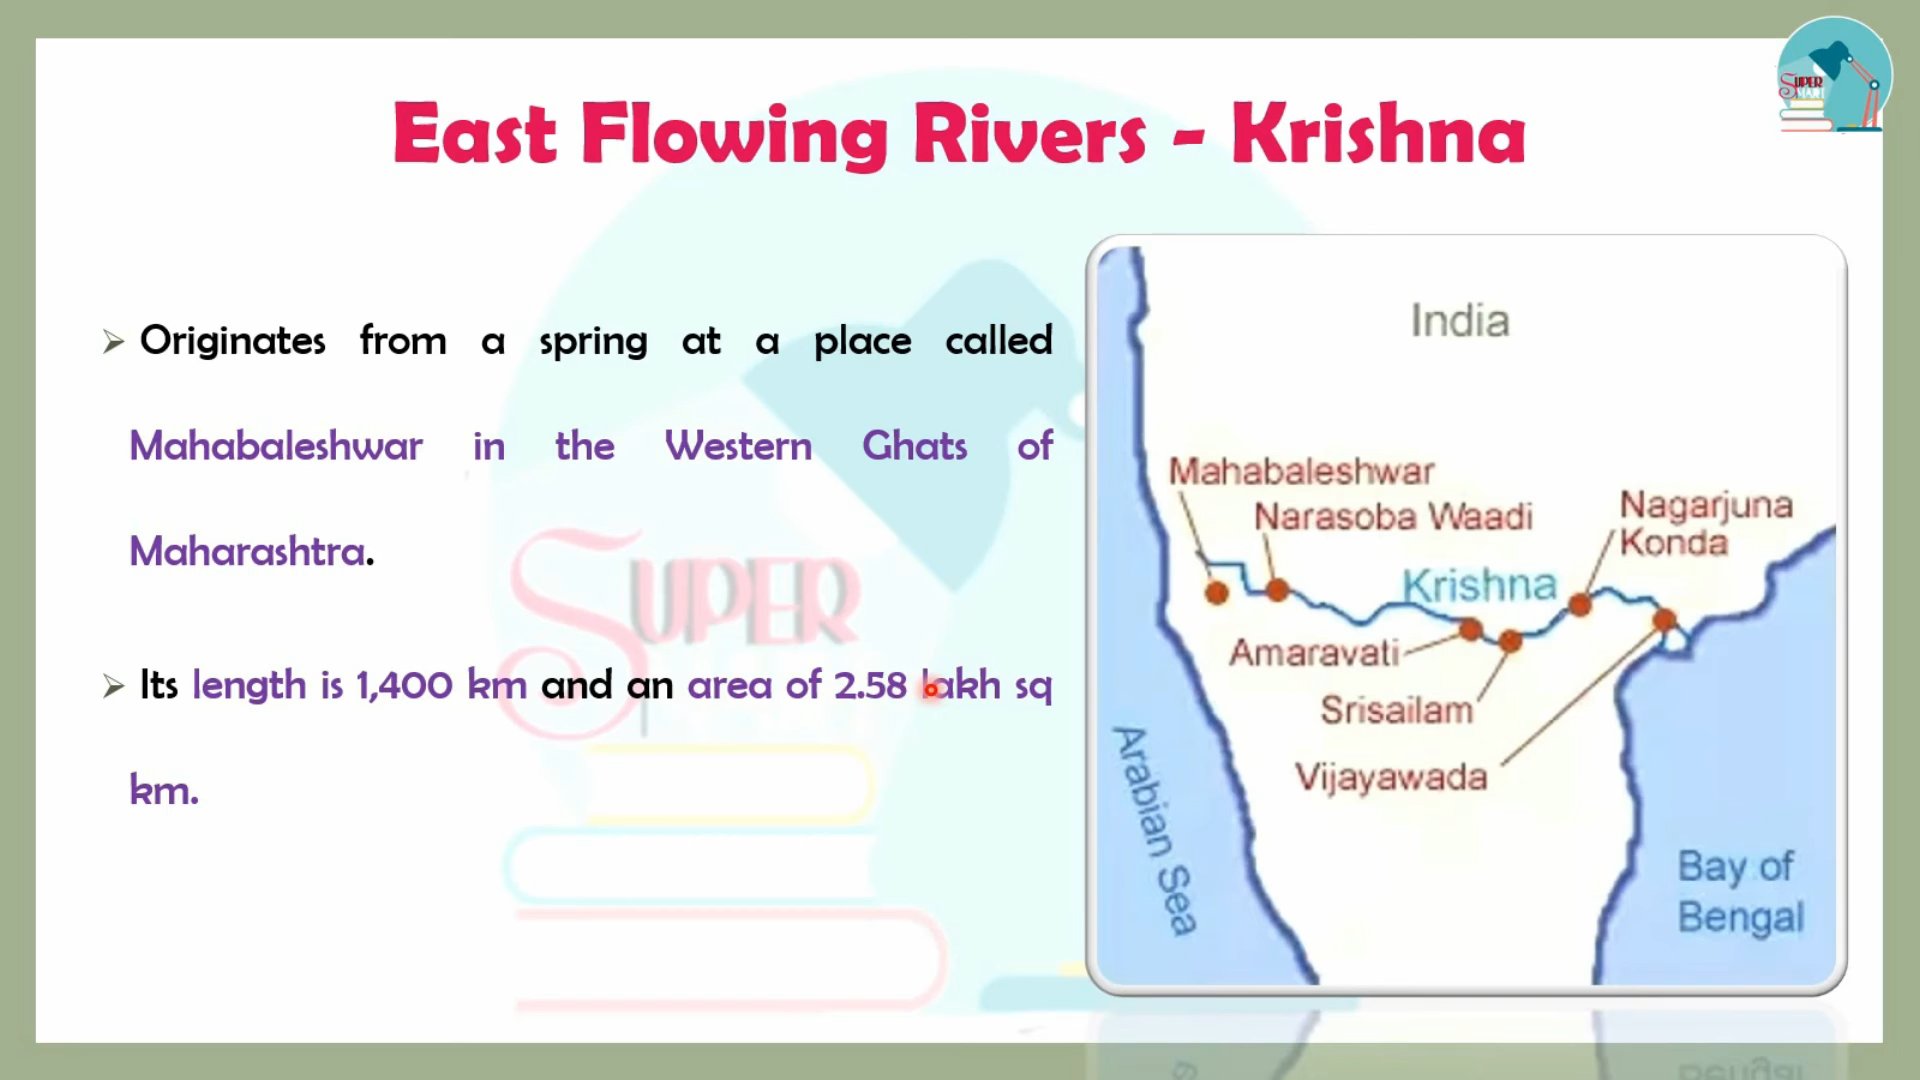 East Flowing Rivers - Krishna
SUPER
➢ Originates from a spring at a place called
Mahabaleshwar in the Western Ghats of
Maharashtra.
➢ Its length is 1,400 km and an area of 2.58 lakh sq
km.
SUPER
India
Mahabaleshwar
Narasoba Waadi
Nagarjuna
Konda
Krishna
Amaravati
Srisailam
Vijayawada
Arabian Sea
Bay of
Bengal